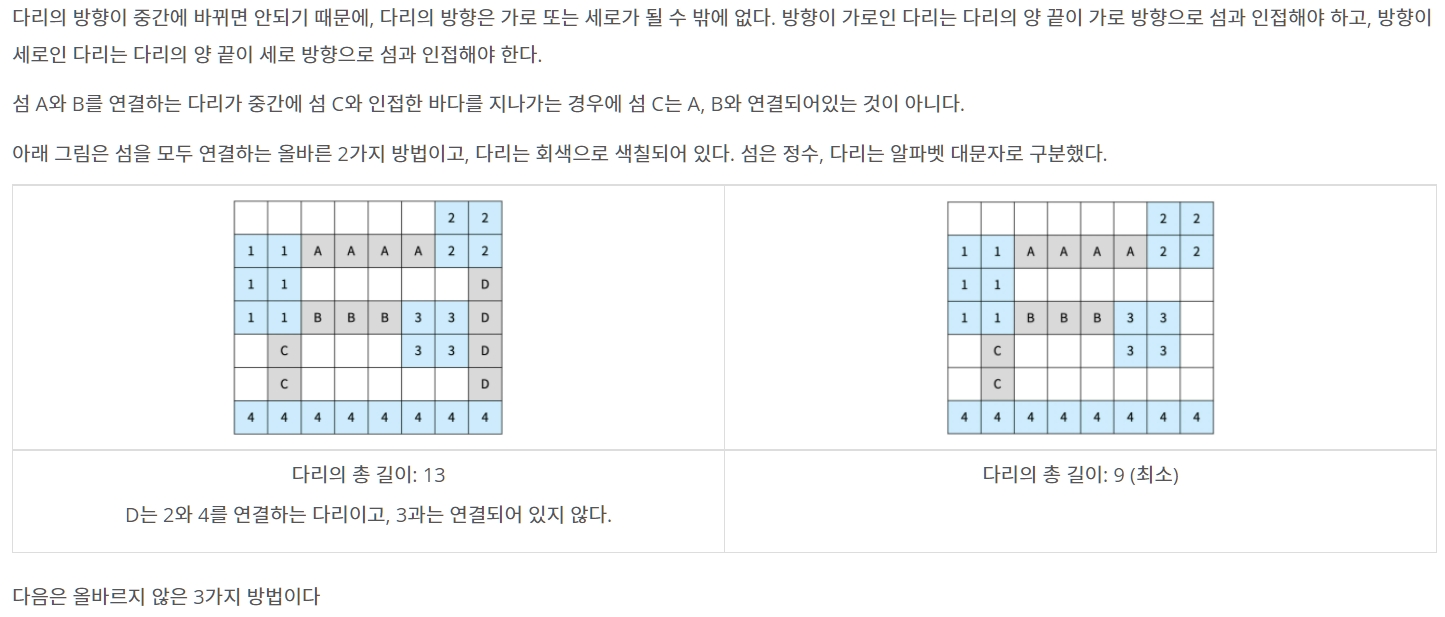 다리의 방향이 중간에 바뀌면 안되기 때문에, 다리의 방향은 가로 또는 세로가 될 수 밖에 없다. 방향이 가로인 다리는 다리의 양 끝이 가로 방향으로 섬과 인접해야 하고, 방향이
세로인 다리는 다리의 양 끝이 세로 방향으로 섬과 인접해야 한다.
섬 A와 B를 연결하는 다리가 중간에 섬 C와 인접한 바다를 지나가는 경우에 섬 C는 A, B와 연결되어있는 것이 아니다.
아래 그림은 섬을 모두 연결하는 올바른 2가지 방법이고, 다리는 회색으로 색칠되어 있다. 섬은 정수, 다리는 알파벳 대문자로 구분했다.
2 2
1 1 A A A A 2 2
1 1 D
1 1 B B B 3 3 D
C 3 3 D
C D
4 4 4 4 4 4 4 4
2 2
1 1 A A A A 2 2
1 1
1 1 B B B 3 3
C 3 3
C
4 4 4 4 4 4 4 4
다리의 총 길이: 13
D는 2와 4를 연결하는 다리이고, 3과는 연결되어 있지 않다.
다리의 총 길이: 9 (최소)
다음은 올바르지 않은 3가지 방법이다